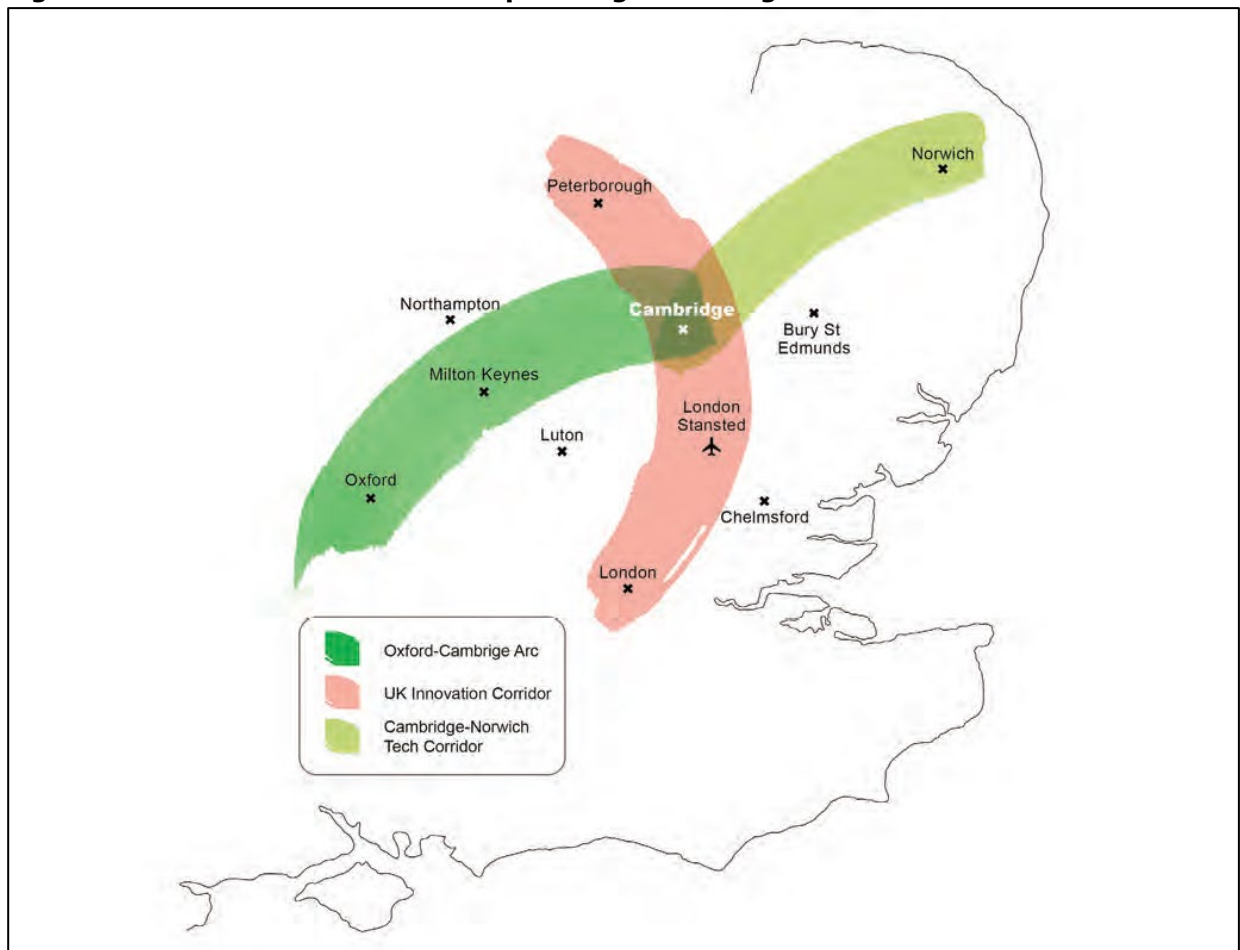 Norwich
Peterborough
Northampton
Cambridge
Bury St
Edmunds
Milton Keynes
London
Stansted
Luton
Oxford
Chelmsford
London
Oxford-Cambrige Arc
UK Innovation Corridor
Cambridge-Norwich
Tech Corridor